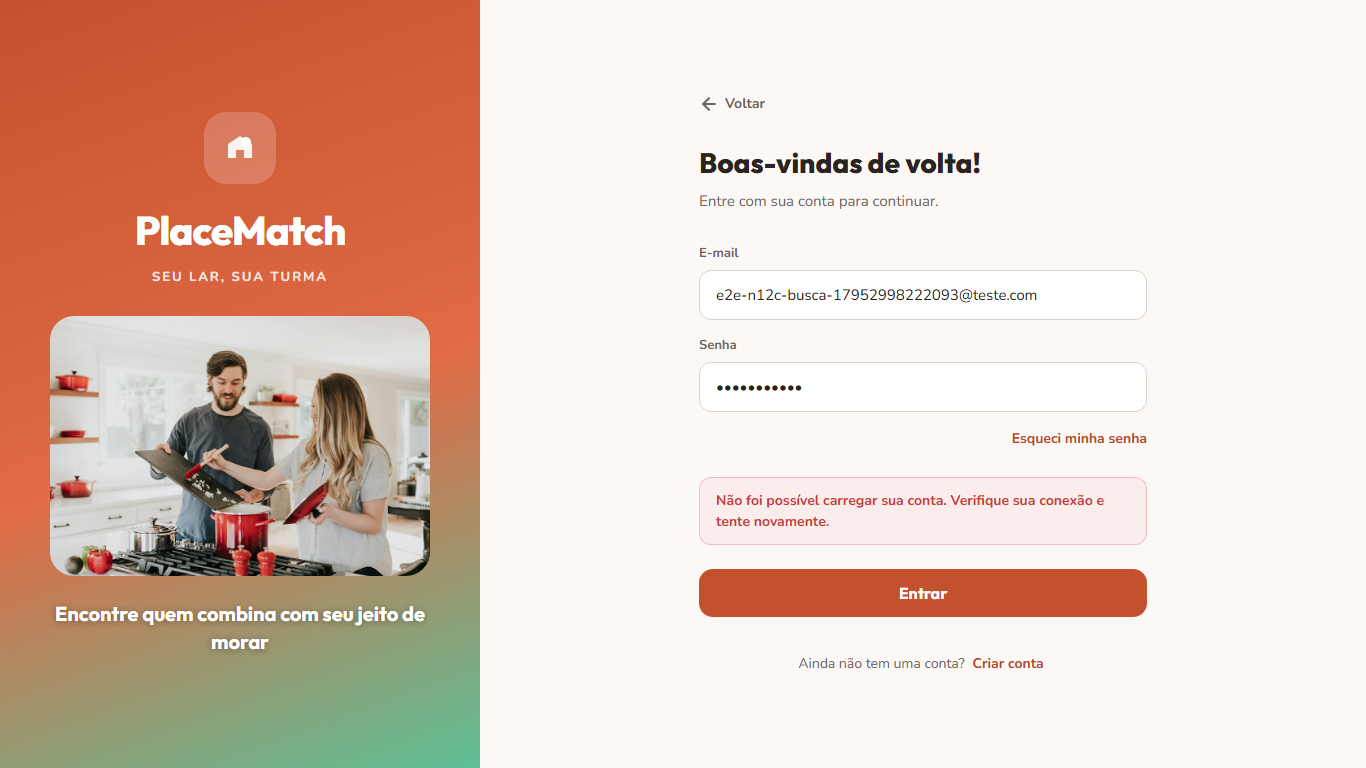 PlaceMatch
SEU LAR, SUA TURMA
Encontre quem combina com seu jeito de
morar
Voltar
Boas-vindas de volta!
Entre com sua conta para continuar.
E-mail
e2e-n12c-busca-17952998222093@teste.com
Senha
•••••••••••
Esqueci minha senha
Não foi possível carregar sua conta. Verifique sua conexão e
tente novamente.
Entrar
Ainda não tem uma conta? Criar conta